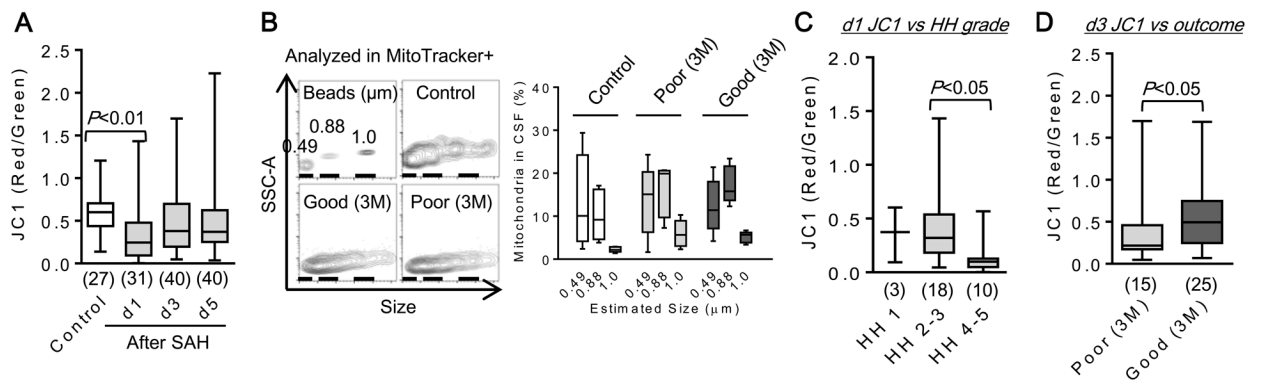 A
JC1 (Red/Green)
2.5
2.0
1.5
1.0
0.5
0.0
P<0.01
(27) (31) (40) (40)
Control d1 d3 d5
After SAH
B
Analyzed in MitoTracker+
Beads (μm)
0.49 0.88 1.0
Control
Good (3M)
Poor (3M)
SSC-A
Size
Mitochondria in CSF (%)
40
30
20
10
0
Control Poor (3M) Good (3M)
0.49 0.88 1.0 0.49 0.88 1.0 0.49 0.88 1.0
Estimated Size (μm)
C
d1 JC1 vs HH grade
JC1 (Red/Green)
2.0
1.5
1.0
0.5
0.0
P<0.05
(3) (18) (10)
HH 1 HH 2-3 HH 4-5
D
d3 JC1 vs outcome
JC1 (Red/Green)
2.5
2.0
1.5
1.0
0.5
0.0
P<0.05
(15) (25)
Poor (3M) Good (3M)